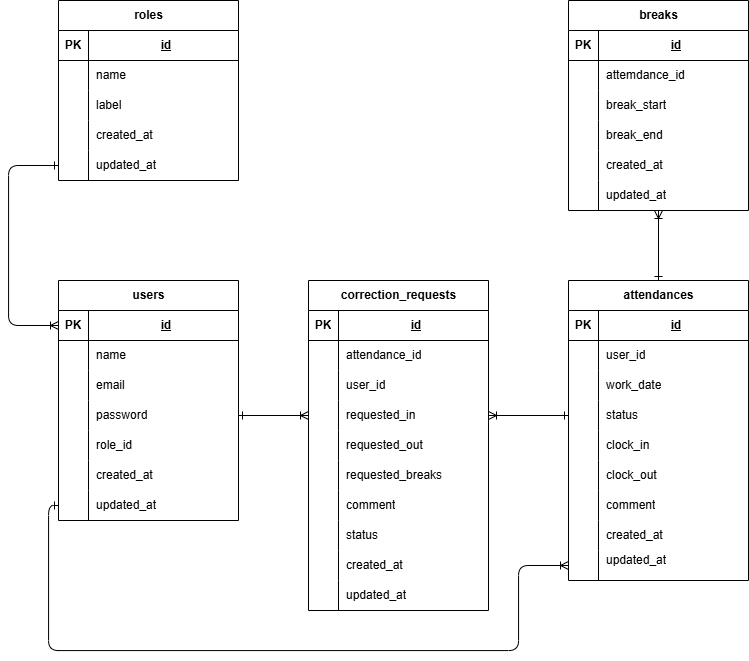 roles
PK id
name
label
created_at
updated_at
breaks
PK id
attemdance_id
break_start
break_end
created_at
updated_at
users
PK id
name
email
password
role_id
created_at
updated_at
correction_requests
PK id
attendance_id
user_id
requested_in
requested_out
requested_breaks
comment
status
created_at
updated_at
attendances
PK id
user_id
work_date
status
clock_in
clock_out
comment
created_at
updated_at